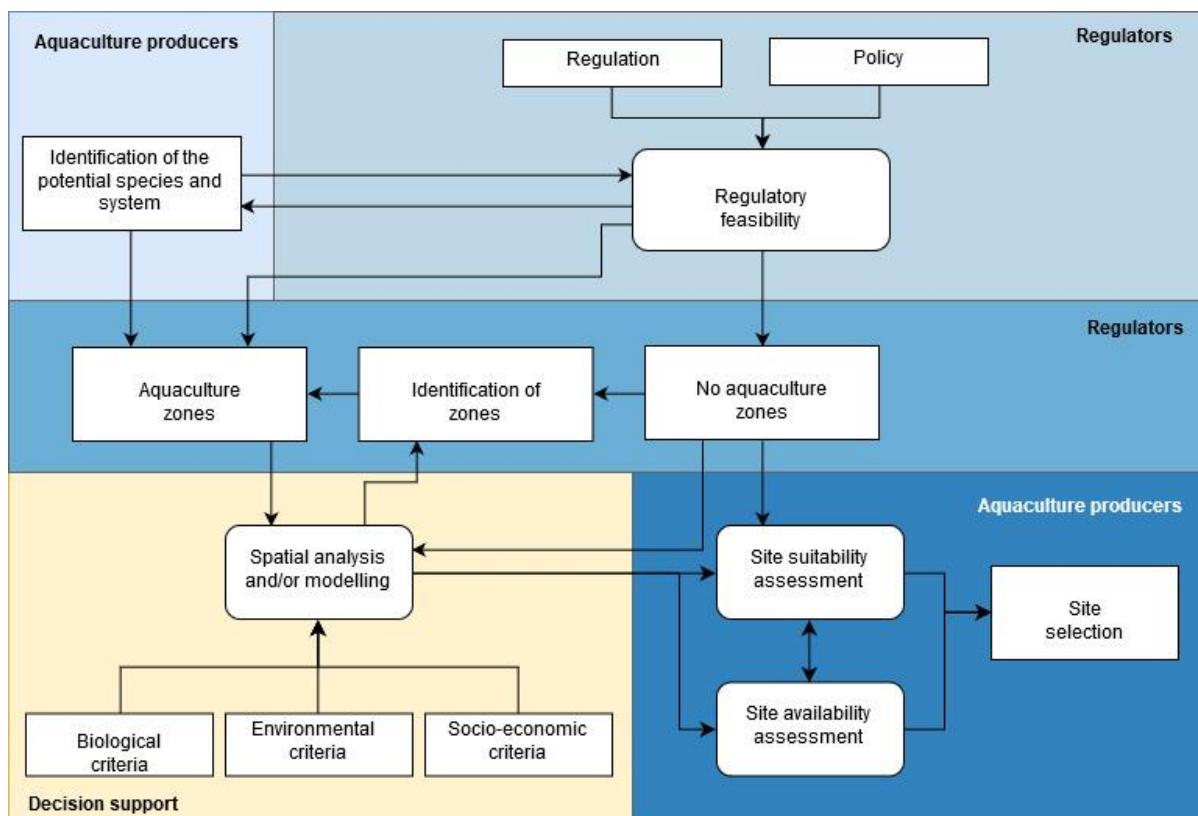 Aquaculture producers
Regulators
Regulation
Policy
Identification of the
potential species and
system
Regulatory
feasibility
Regulators
Aquaculture
zones
Identification of
zones
No aquaculture
zones
Aquaculture producers
Spatial analysis
and/or modelling
Site suitability
assessment
Site
selection
Site availability
assessment
Biological
criteria
Environmental
criteria
Socio-economic
criteria
Decision support